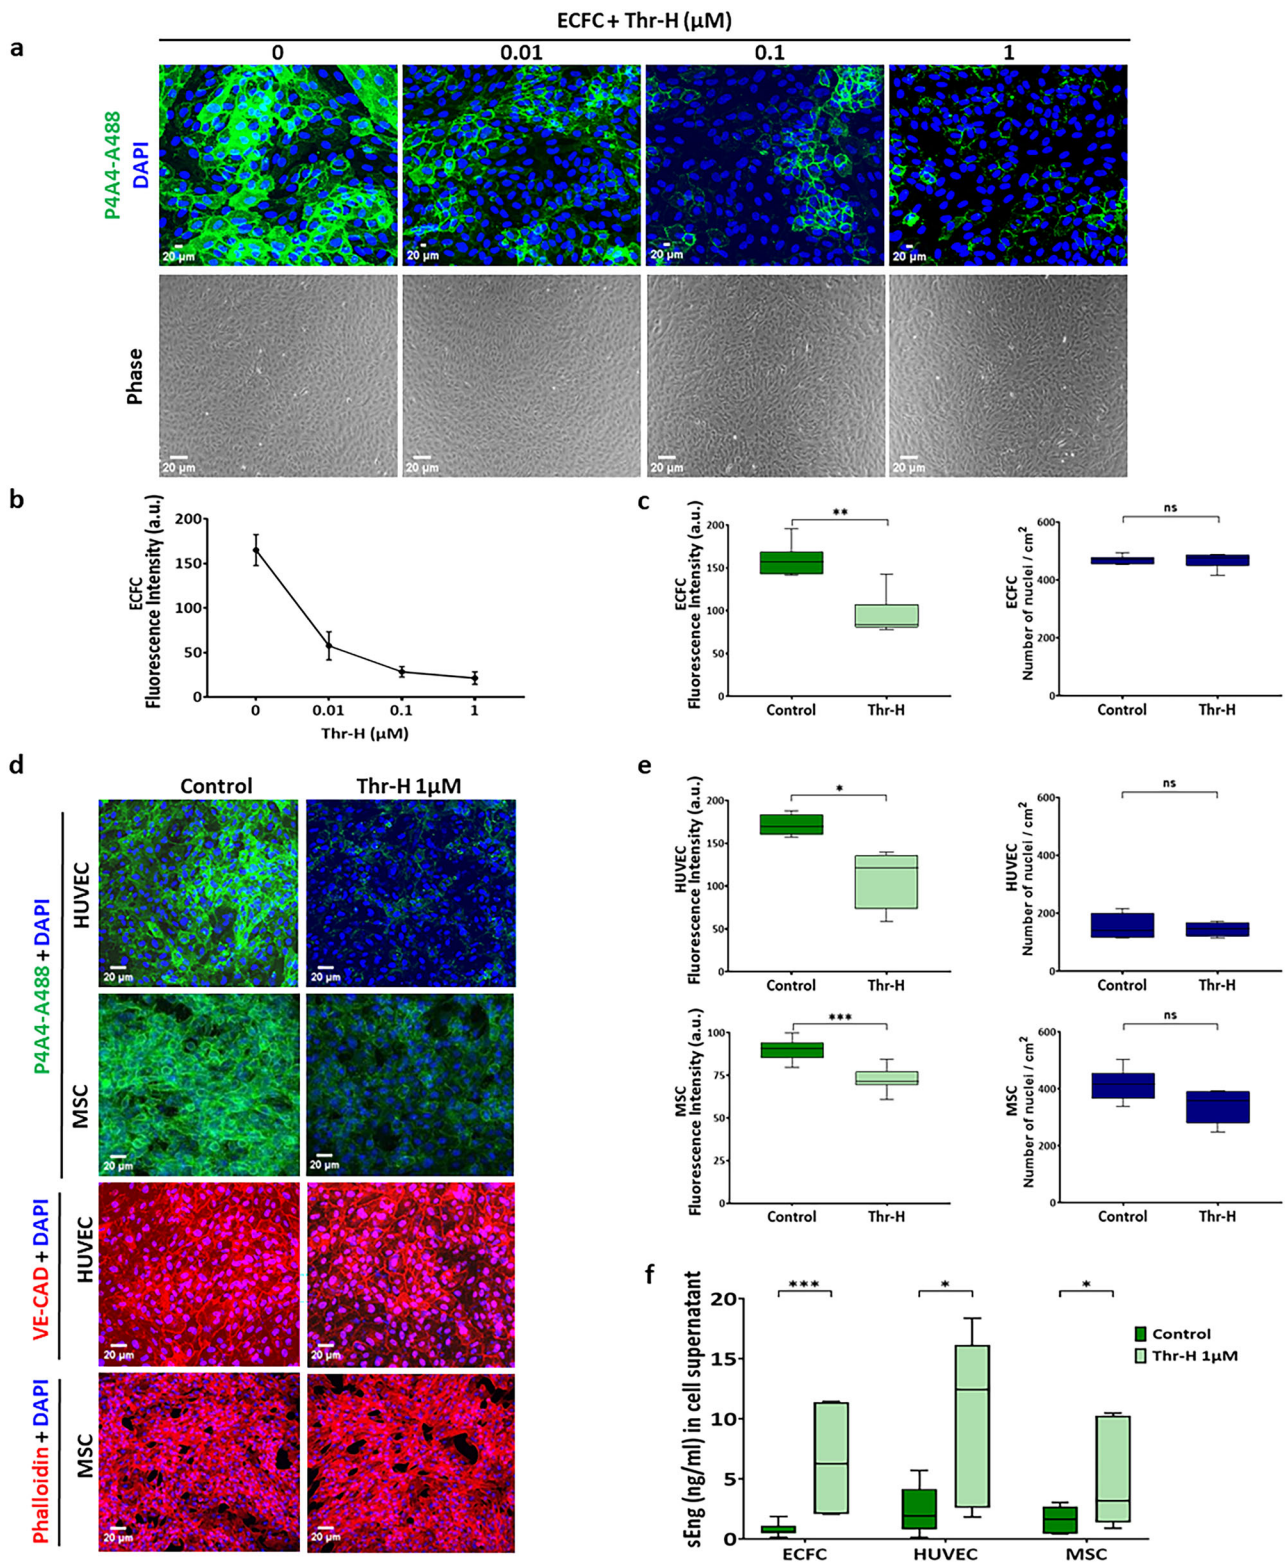 ECFC + Thr-H (μM)
a
0 0.01 0.1 1
P4A4-A488
DAPI
20 μm 20 μm 20 μm 20 μm
Phase
20 μm 20 μm 20 μm 20 μm
b
ECFC
Fluorescence Intensity (a.u.)
200
150
100
50
0
0 0.01 0.1 1
Thr-H (μM)
c
ECFC
Fluorescence Intensity (a.u.)
200
150
100
50
0
**
Control Thr-H
ECFC
Number of nuclei / cm2
600
400
200
0
ns
Control Thr-H
d
Control Thr-H 1μM
P4A4-A488 + DAPI
HUVEC
20 μm 20 μm
MSC
20 μm 20 μm
VE-CAD + DAPI
HUVEC
20 μm 20 μm
Phalloidin + DAPI
MSC
20 μm 20 μm
e
HUVEC
Fluorescence Intensity (a.u.)
200
150
100
50
0
*
Control Thr-H
HUVEC
Number of nuclei / cm2
600
400
200
0
ns
Control Thr-H
MSC
Fluorescence Intensity (a.u.)
100
75
50
25
0
***
Control Thr-H
MSC
Number of nuclei / cm2
600
400
200
0
ns
Control Thr-H
f
sEng (ng/ml) in cell supernatant
20
15
10
5
0
*** * *
Control
Thr-H 1μM
ECFC HUVEC MSC